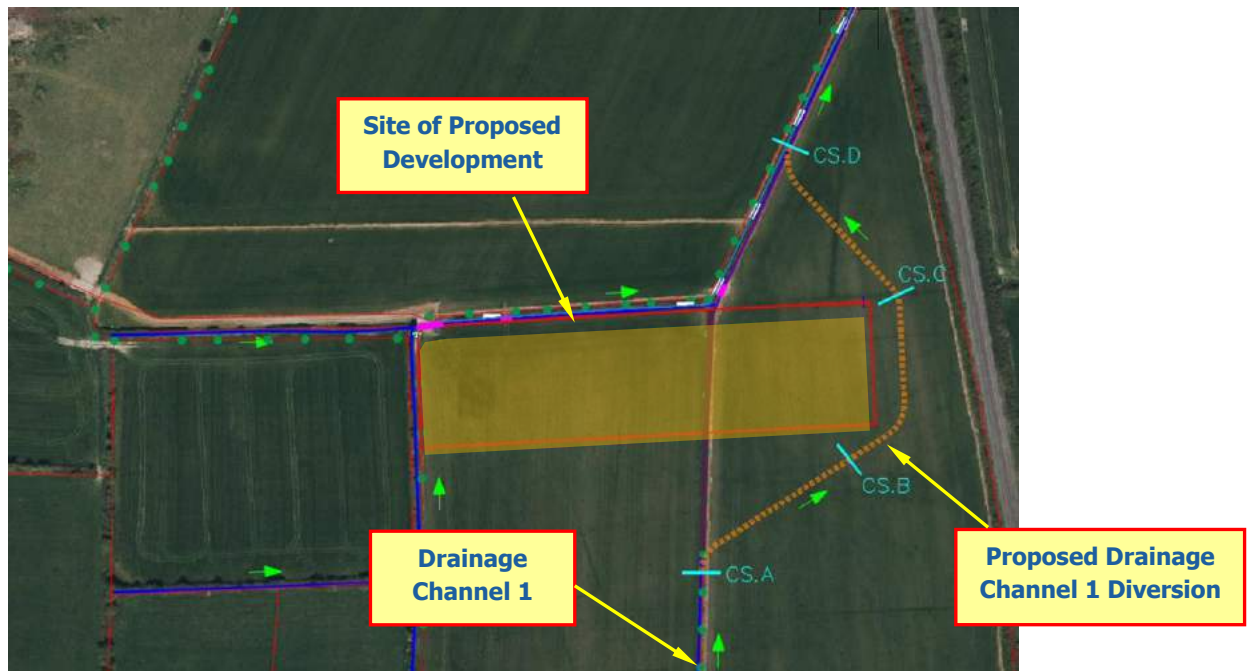 Site of Proposed
Development
CS.D
CS.C
CS.B
CS.A
Drainage
Channel 1
Proposed Drainage
Channel 1 Diversion